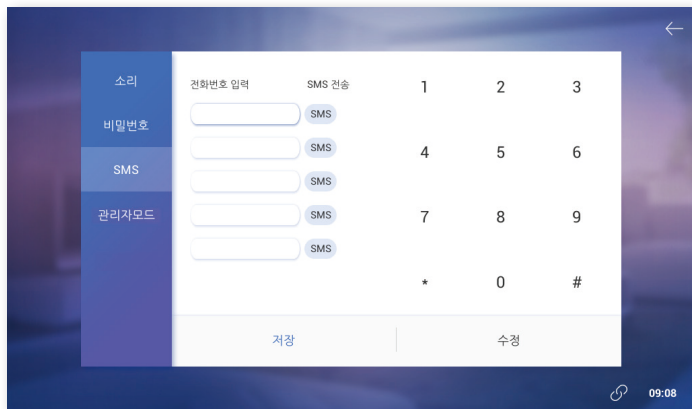 소리
비밀번호
SMS
관리자모드
전화번호 입력 SMS 전송
SMS
SMS
SMS
SMS
SMS
1 2 3
4 5 6
7 8 9
* 0 #
저장 수정
09:08